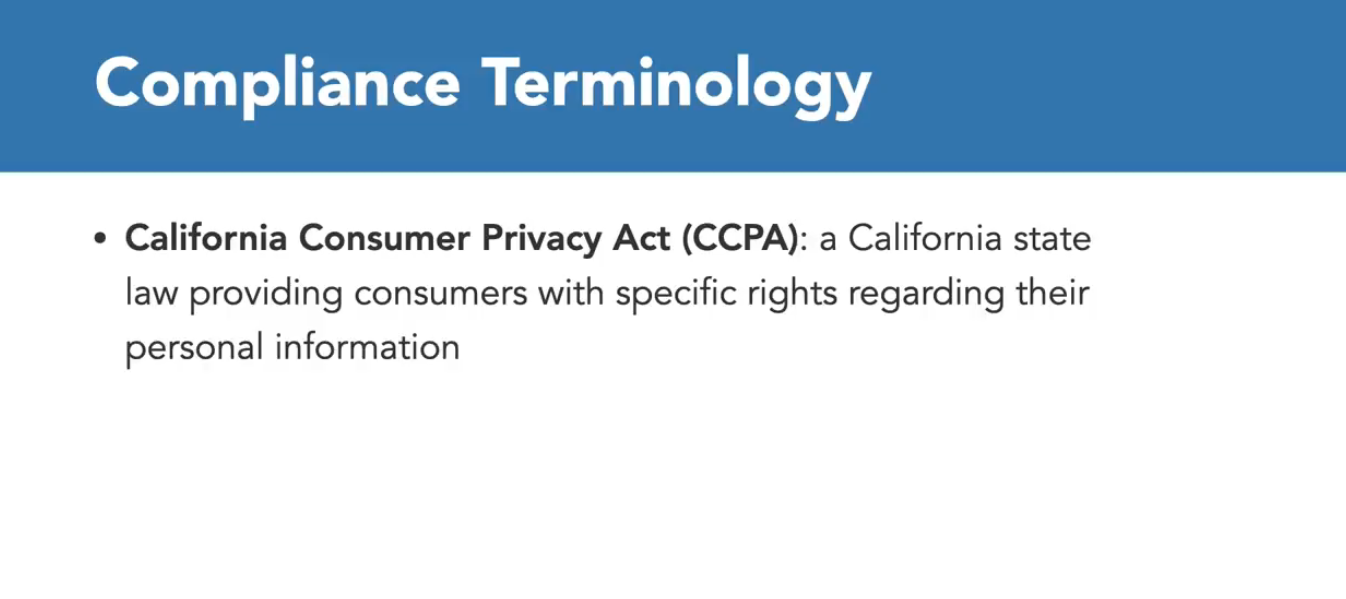 Compliance Terminology
• California Consumer Privacy Act (CCPA): a California state
law providing consumers with specific rights regarding their
personal information